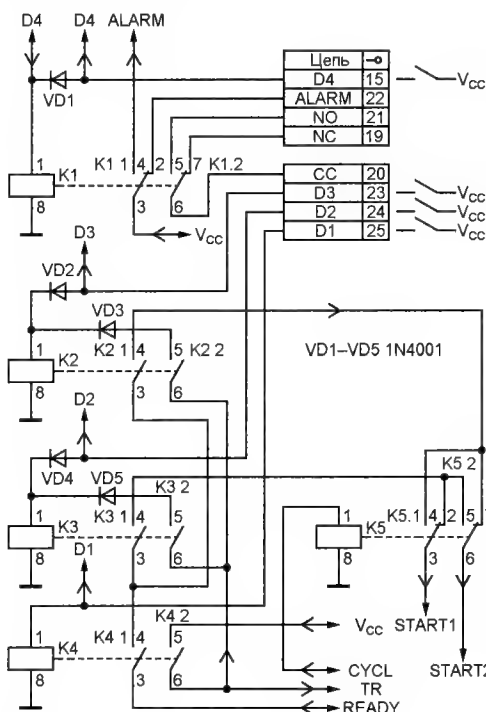 D4 D4 ALARM
Цепь
D4 15 Vcc
ALARM 22
NO 21
NC 19
VD1
1 K1 K1 1 4 2 5 7 K1.2
8 3 6
Vcc
CC 20
D3 23 Vcc
D2 24 Vcc
D1 25 Vcc
D3
VD2
VD3
1 K2 K2 1 4 5 K2 2
8 3 6
VD1–VD5 1N4001
D2
VD4
VD5
K3 2
K5 2
1 K3 K3 1 4 5
8 3 6
1 K5 K5.1 4 2 5
8 3 6
D1
1 K4 K4 1 4 5 K4 2
8 3 6
Vcc START1
CYCL START2
TR
READY